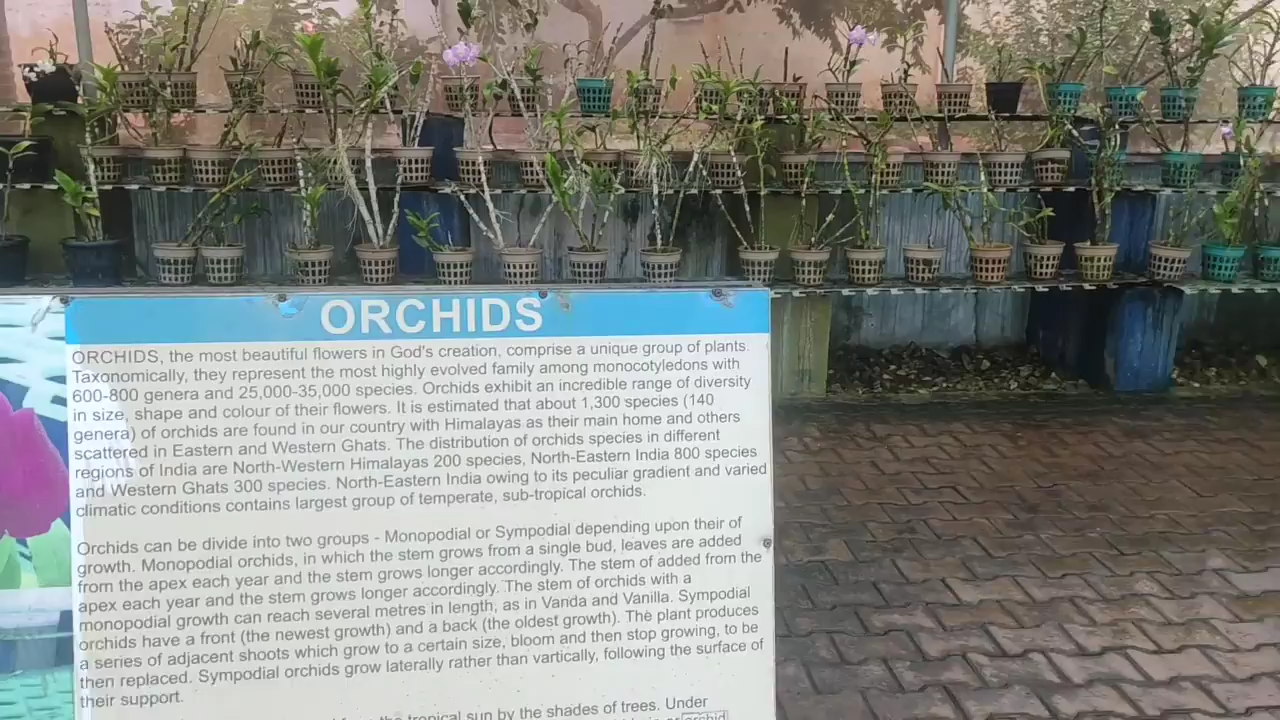 ORCHIDS
ORCHIDS, the most beautiful flowers in God's creation, comprise a unique group of plants.
Taxonomically, they represent the most highly evolved family among monocotyledons with
600-800 genera and 25,000-35,000 species. Orchids exhibit an incredible range of diversity
in size, shape and colour of their flowers. It is estimated that about 1,300 species (140
genera) of orchids are found in our country with Himalayas as their main home and others
scattered in Eastern and Western Ghats. The distribution of orchids species in different
regions of India are North-Western Himalayas 200 species, North-Eastern India 800 species
and Western Ghats 300 species. North-Eastern India owing to its peculiar gradient and varied
climatic conditions contains largest group of temperate, sub-tropical orchids.
Orchids can be divide into two groups - Monopodial or Sympodial depending upon their of
growth. Monopodial orchids, in which the stem grows from a single bud, leaves are added
from the apex each year and the stem grows longer accordingly. The stem of added from the
apex each year and the stem grows longer accordingly. The stem of orchids with a
monopodial growth can reach several metres in length, as in Vanda and Vanilla. Sympodial
orchids have a front (the newest growth) and a back (the oldest growth). The plant produces
a series of adjacent shoots which grow to a certain size, bloom and then stop growing, to be
then replaced. Sympodial orchids grow laterally rather than vartically, following the surface of
their support.
the tropical sun by the shades of trees. Under
orchid